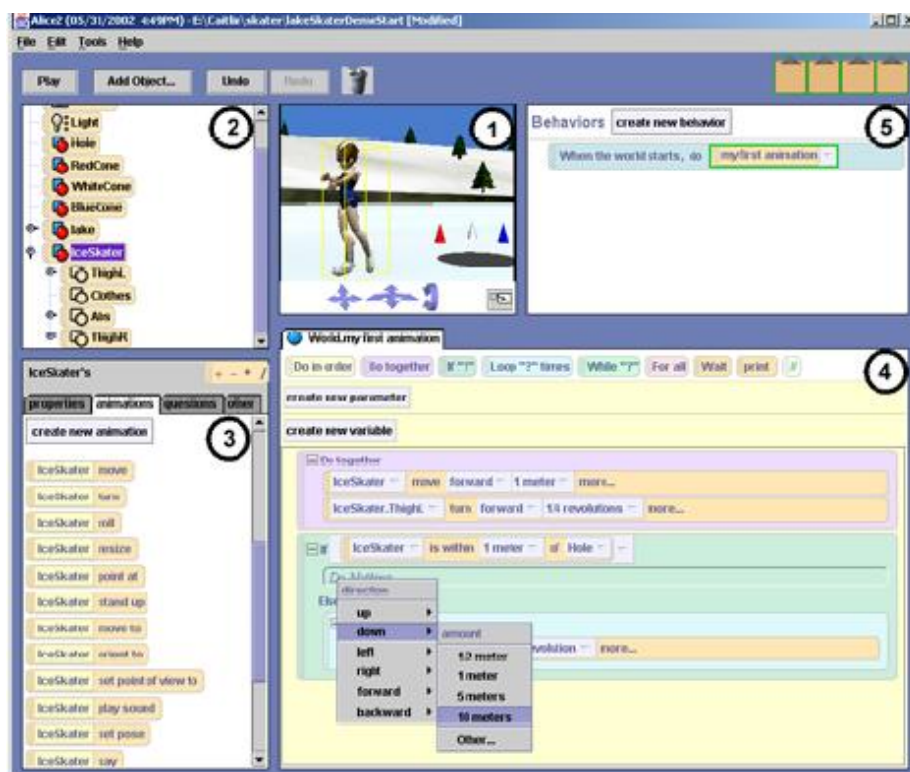 Alice2 (05/31/2002 4:49PM) - E:\Caitlin\skater\lakeSkaterDemoStart [Modified]
File Edit Tools Help
Play Add Object... Undo Redo
Light
Hole
RedCone
WhiteCone
BlueCone
lake
IceSkater
ThighL
Clothes
Abs
ThighR
2
1
Behaviors create new behavior
5
When the world starts, do my first animation
IceSkater's
+ - * /
properties animations questions other
create new animation
3
IceSkater move
IceSkater turn
IceSkater roll
IceSkater resize
IceSkater point at
IceSkater stand up
IceSkater move to
IceSkater orient to
IceSkater set point of view to
IceSkater play sound
IceSkater set pose
IceSkater say
World.my first animation
Do in order Do together If "?" Loop "?" times While "?" For all Wait print //
4
create new parameter
create new variable
Do together
IceSkater move forward 1 meter more...
IceSkater.ThighL turn forward 1/4 revolutions more...
If IceSkater is within 1 meter of Hole
Do Nothing
direction
up
down
left
right
forward
backward
amount
1/2 meter
1 meter
5 meters
10 meters
Other...
more...